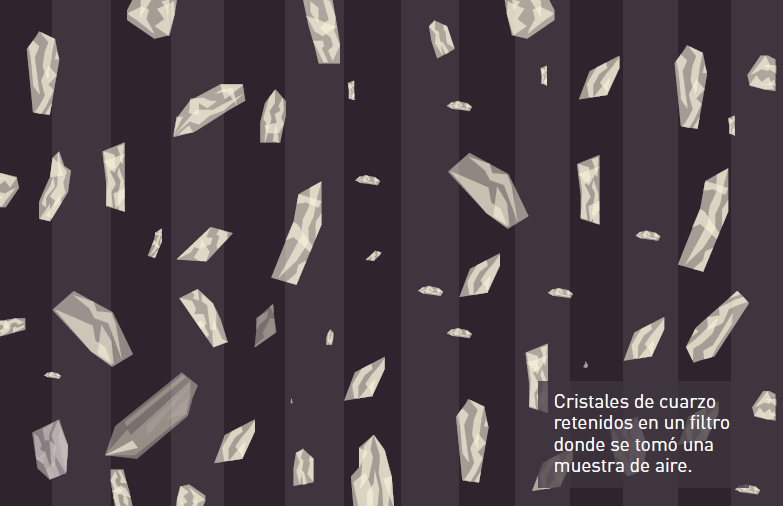 Cristales de cuarzo
retenidos en un filtro
donde se tomó una
muestra de aire.